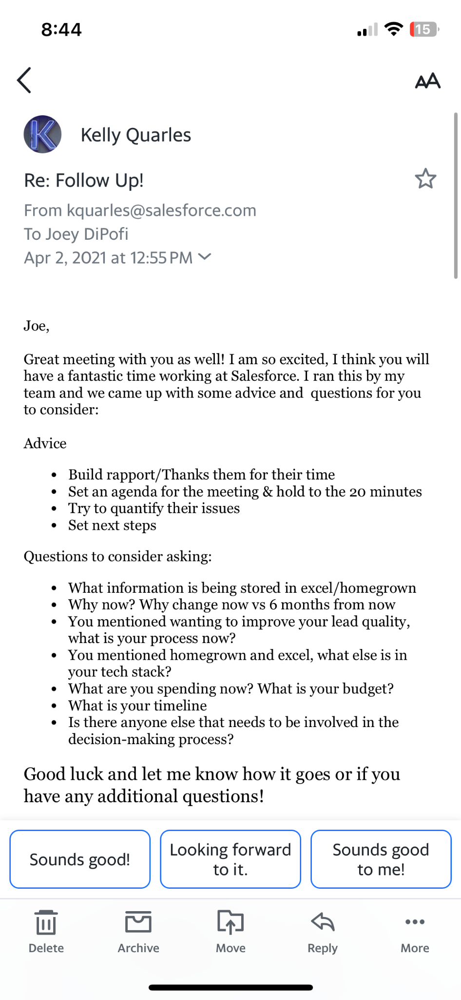 8:44
15
AA
K
Kelly Quarles
Re: Follow Up!
From kquarles@salesforce.com
To Joey DiPofi
Apr 2, 2021 at 12:55 PM
Joe,
Great meeting with you as well! I am so excited, I think you will
have a fantastic time working at Salesforce. I ran this by my
team and we came up with some advice and  questions for you
to consider:
Advice
• Build rapport/Thanks them for their time
• Set an agenda for the meeting & hold to the 20 minutes
• Try to quantify their issues
• Set next steps
Questions to consider asking:
• What information is being stored in excel/homegrown
• Why now? Why change now vs 6 months from now
• You mentioned wanting to improve your lead quality,
what is your process now?
• You mentioned homegrown and excel, what else is in
your tech stack?
• What are you spending now? What is your budget?
• What is your timeline
• Is there anyone else that needs to be involved in the
decision-making process?
Good luck and let me know how it goes or if you
have any additional questions!
Sounds good!
Looking forward
to it.
Sounds good
to me!
Delete
Archive
Move
Reply
More